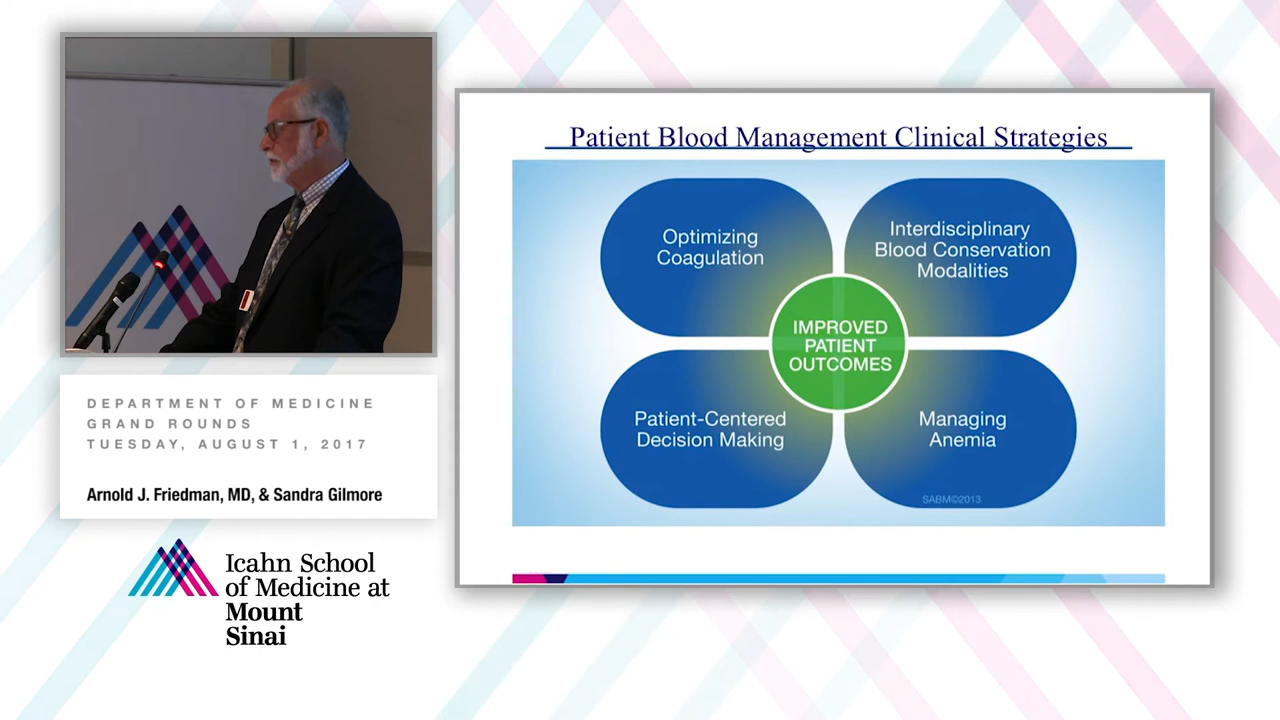 DEPARTMENT OF MEDICINE
GRAND ROUNDS
TUESDAY, AUGUST 1, 2017
Arnold J. Friedman, MD, & Sandra Gilmore
Icahn School
of Medicine at
Mount
Sinai
Patient Blood Management Clinical Strategies
Optimizing
Coagulation
Interdisciplinary
Blood Conservation
Modalities
IMPROVED
PATIENT
OUTCOMES
Patient-Centered
Decision Making
Managing
Anemia
SABM©2013